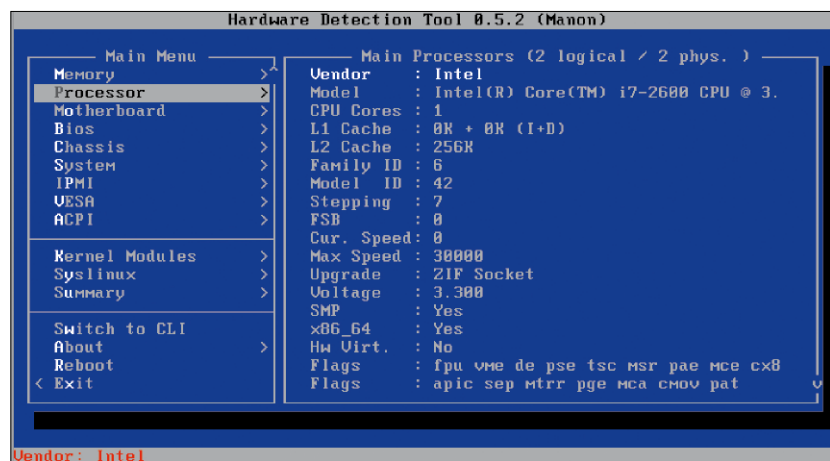 Hardware Detection Tool 0.5.2 (Manon)
Main Menu
Memory >^
Processor >
Motherboard >
Bios >
Chassis >
System >
IPMI >
VESA >
ACPI >
Kernel Modules >
Syslinux >
Summary >
Switch to CLI
About >
Reboot
< Exit
Main Processors (2 logical / 2 phys. )
Vendor : Intel
Model : Intel(R) Core(TM) i7-2600 CPU @ 3.
CPU Cores : 1
L1 Cache : 0K + 0K (I+D)
L2 Cache : 256K
Family ID : 6
Model ID : 42
Stepping : 7
FSB : 0
Cur. Speed: 0
Max Speed : 30000
Upgrade : ZIF Socket
Voltage : 3.300
SMP : Yes
x86_64 : Yes
Hw Virt. : No
Flags : fpu vme de pse tsc msr pae mce cx8
Flags : apic sep mtrr pge mca cmov pat v
Vendor: Intel